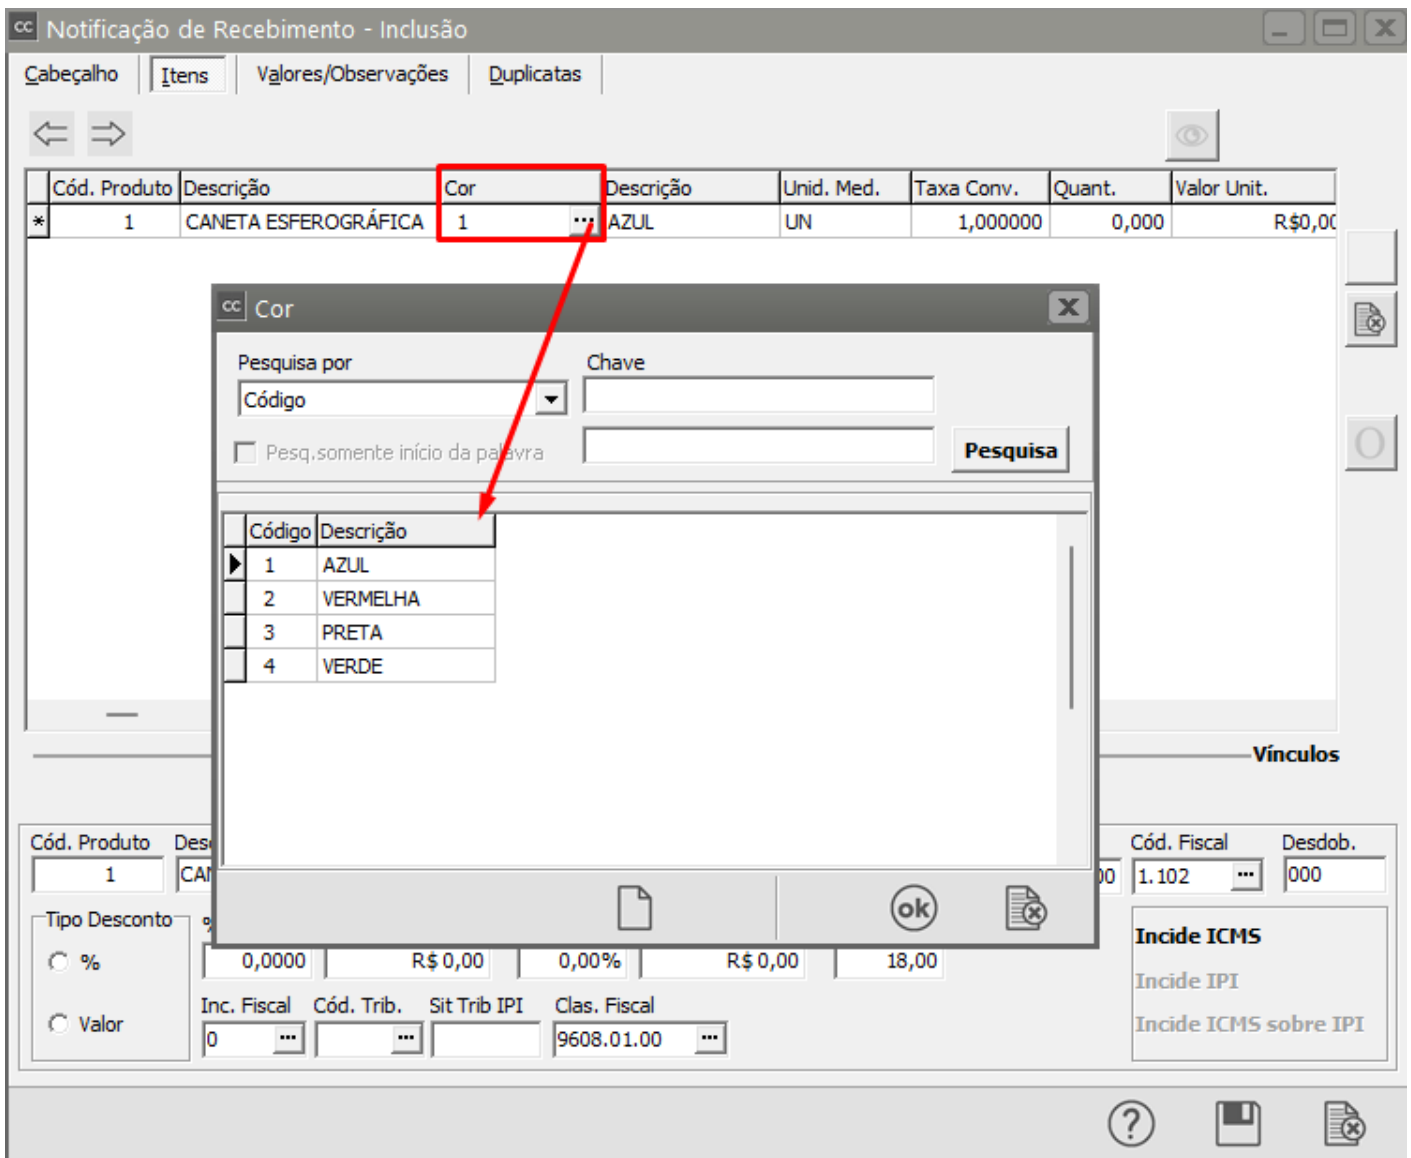 cc Notificação de Recebimento - Inclusão
Cabeçalho Itens Valores/Observações Duplicatas
Cód. Produto Descrição Cor Descrição Unid. Med. Taxa Conv. Quant. Valor Unit.
* 1 CANETA ESFEROGRÁFICA 1 ... AZUL UN 1,000000 0,000 R$0,00
cc Cor
Pesquisa por Chave
Código
Pesq.somente início da palavra Pesquisa
Código Descrição
1 AZUL
2 VERMELHA
3 PRETA
4 VERDE
Vínculos
Cód. Produto Cód. Fiscal Desdob.
1 1.102 ... 000
ok
Tipo Desconto
Incide ICMS
% 0,0000 R$0,00 0,00% R$0,00 18,00
Incide IPI
Inc. Fiscal Cód. Trib. Sit Trib IPI Clas. Fiscal
Valor 0 ... ... 9608.01.00 ...
Incide ICMS sobre IPI
?